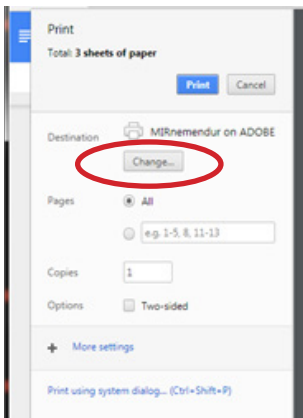 Print
Total: 3 sheets of paper
Print Cancel
Destination MIRnemendur on ADOBE
Change...
Pages All
e.g. 1-5, 8, 11-13
Copies 1
Options Two-sided
+ More settings
Print using system dialog... (Ctrl+Shift+P)